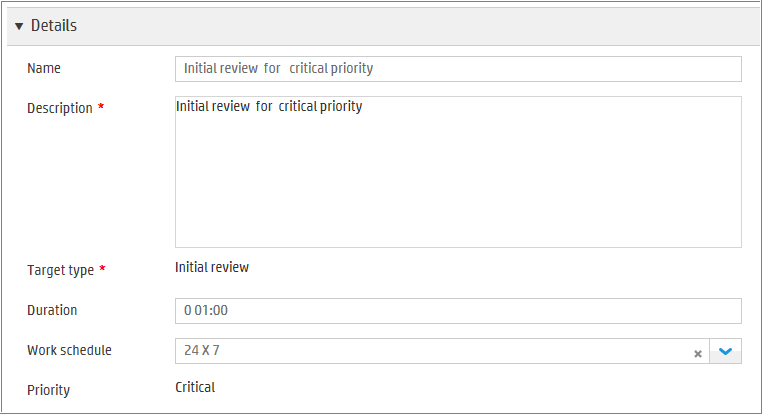 Details
Name Initial review for critical priority
Description * Initial review for critical priority
Target type * Initial review
Duration 0 01:00
Work schedule 24 X 7
Priority Critical